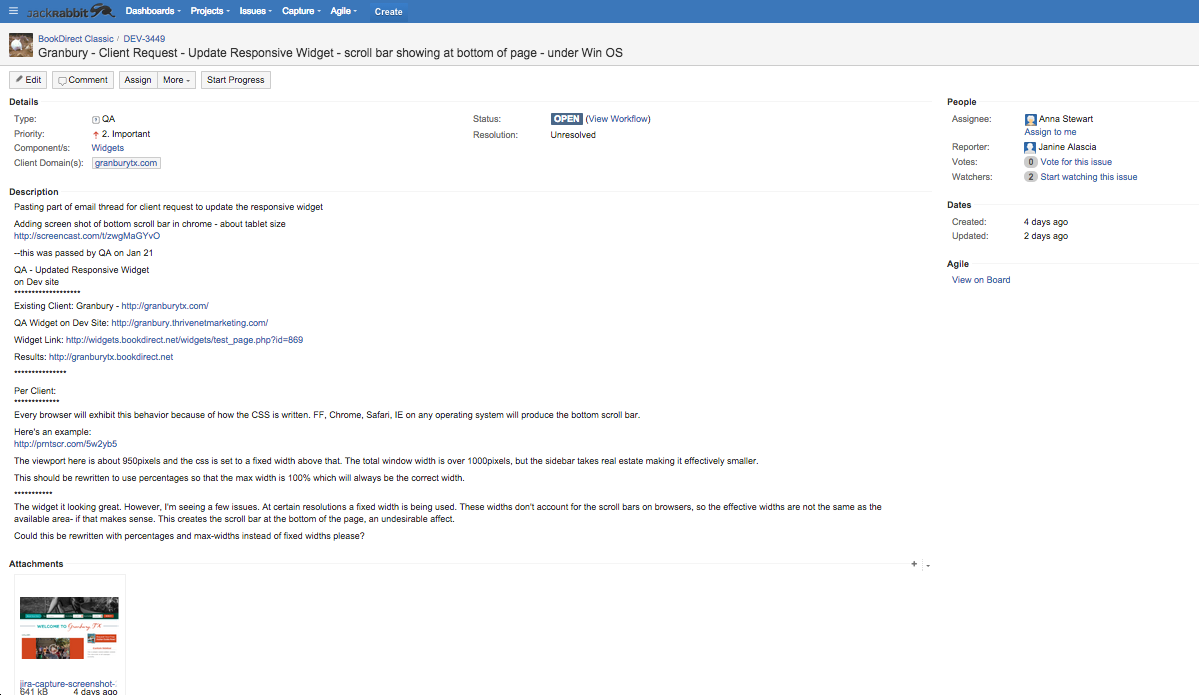 JackRabbit Dashboards Projects Issues Capture Agile Create
BookDirect Classic / DEV-3449
Granbury - Client Request - Update Responsive Widget - scroll bar showing at bottom of page - under Win OS
Edit Comment Assign More Start Progress
Details
Type: QA
Priority: 2. Important
Component/s: Widgets
Client Domain(s): granburytx.com
Status: OPEN (View Workflow)
Resolution: Unresolved
Description
Pasting part of email thread for client request to update the responsive widget
Adding screen shot of bottom scroll bar in chrome - about tablet size
http://screencast.com/t/zwgMaGYvO
--this was passed by QA on Jan 21
QA - Updated Responsive Widget
on Dev site
*******************
Existing Client: Granbury - http://granburytx.com/
QA Widget on Dev Site: http://granbury.thrivenetmarketing.com/
Widget Link: http://widgets.bookdirect.net/widgets/test_page.php?id=869
Results: http://granburytx.bookdirect.net
***************
Per Client:
*************
Every browser will exhibit this behavior because of how the CSS is written. FF, Chrome, Safari, IE on any operating system will produce the bottom scroll bar.
Here's an example:
http://prntscr.com/5w2yb5
The viewport here is about 950pixels and the css is set to a fixed width above that. The total window width is over 1000pixels, but the sidebar takes real estate making it effectively smaller.
This should be rewritten to use percentages so that the max width is 100% which will always be the correct width.
***********
The widget it looking great. However, I'm seeing a few issues. At certain resolutions a fixed width is being used. These widths don't account for the scroll bars on browsers, so the effective widths are not the same as the
available area- if that makes sense. This creates the scroll bar at the bottom of the page, an undesirable affect.
Could this be rewritten with percentages and max-widths instead of fixed widths please?
Attachments
WELCOME TO Granbury, TX
jira-capture-screenshot-
641 kB 4 days ago
People
Assignee: Anna Stewart
Assign to me
Reporter: Janine Alascia
Votes: 0 Vote for this issue
Watchers: 2 Start watching this issue
Dates
Created: 4 days ago
Updated: 2 days ago
Agile
View on Board